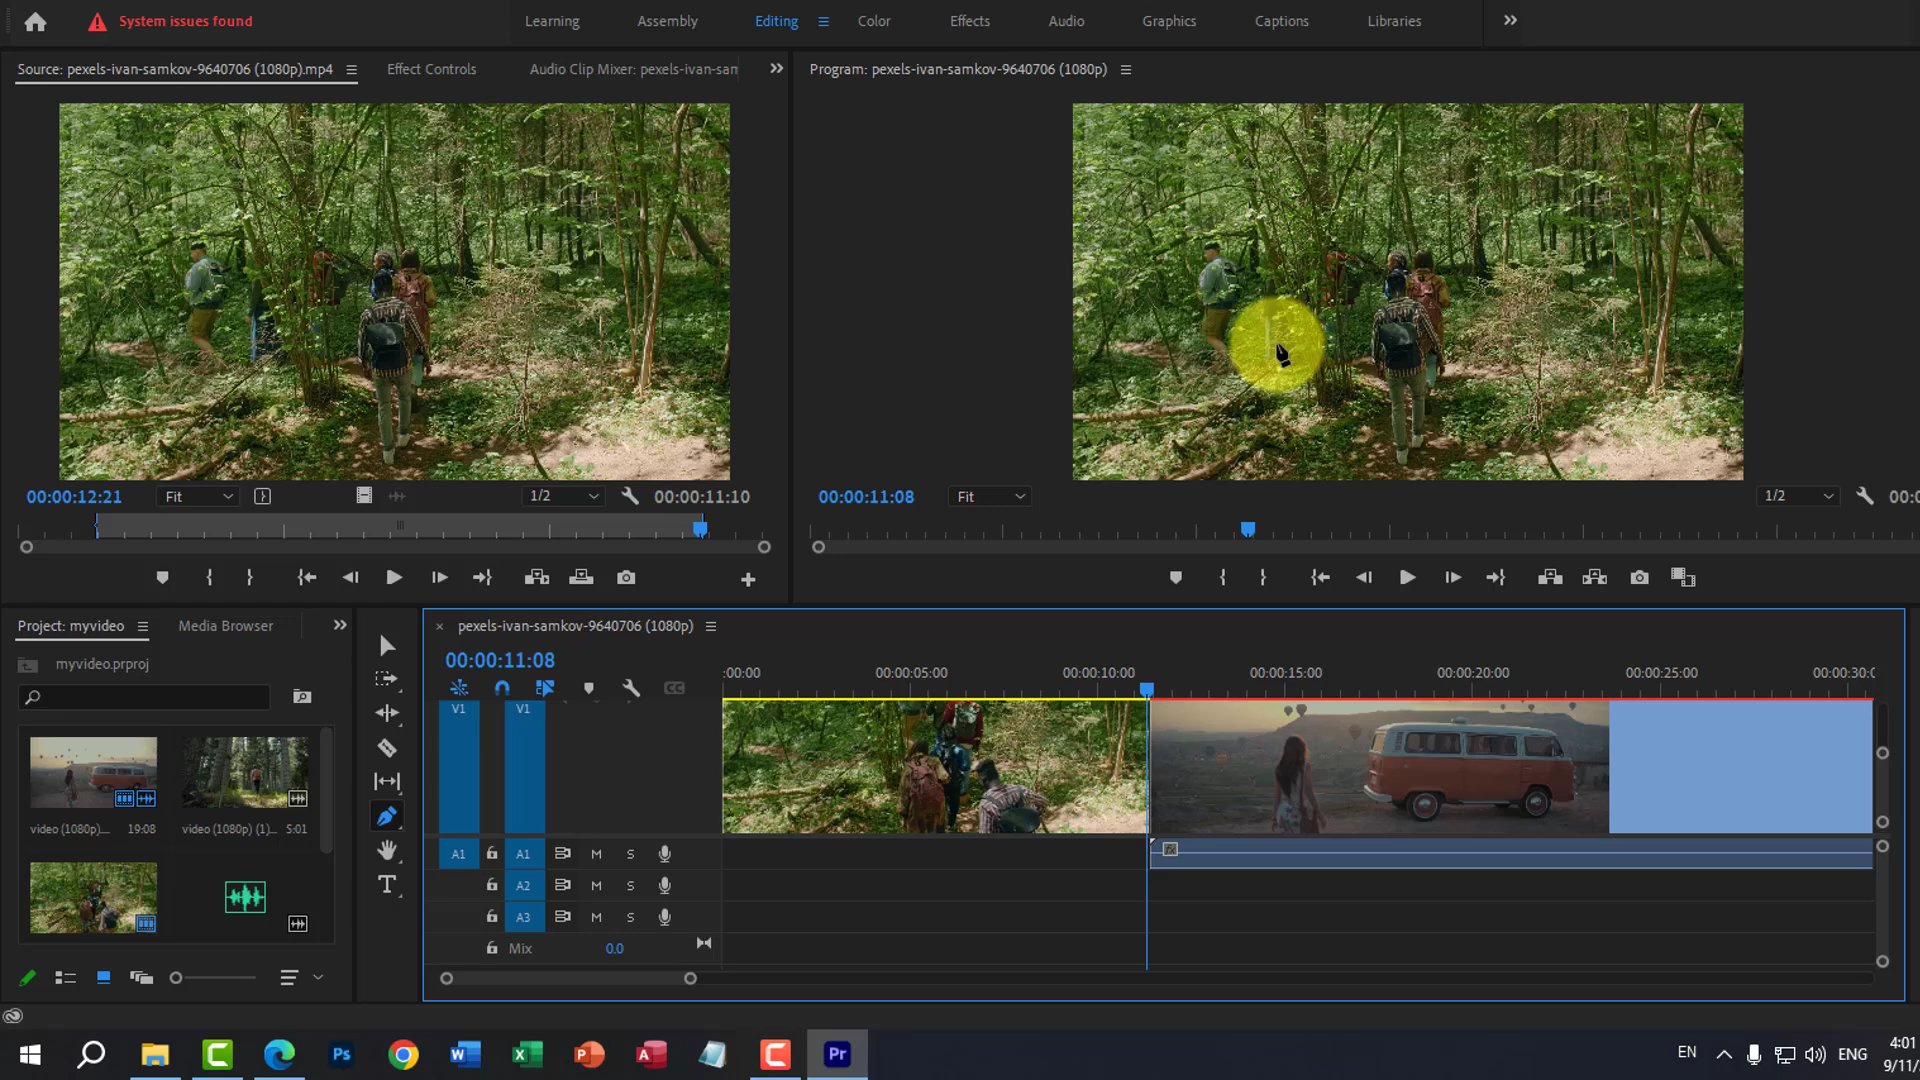 System issues found
Learning
Assembly
Editing
Color
Effects
Audio
Graphics
Captions
Libraries
Source: pexels-ivan-samkov-9640706 (1080p).mp4
Effect Controls
Audio Clip Mixer: pexels-ivan-sam
Program: pexels-ivan-samkov-9640706 (1080p)
00:00:12:21
Fit
1/2
00:00:11:10
00:00:11:08
Fit
1/2
00:0
Project: myvideo
Media Browser
myvideo.prproj
video (1080p)....
19:08
video (1080p) (1)...
5:01
pexels-ivan-samkov-9640706 (1080p)
00:00:11:08
:00:00
00:00:05:00
00:00:10:00
00:00:15:00
00:00:20:00
00:00:25:00
00:00:30:0
V1
V1
fx
A1
A1
M
S
A2
M
S
A3
M
S
Mix
0.0
Ps
Pr
EN
ENG
4:01
9/11/